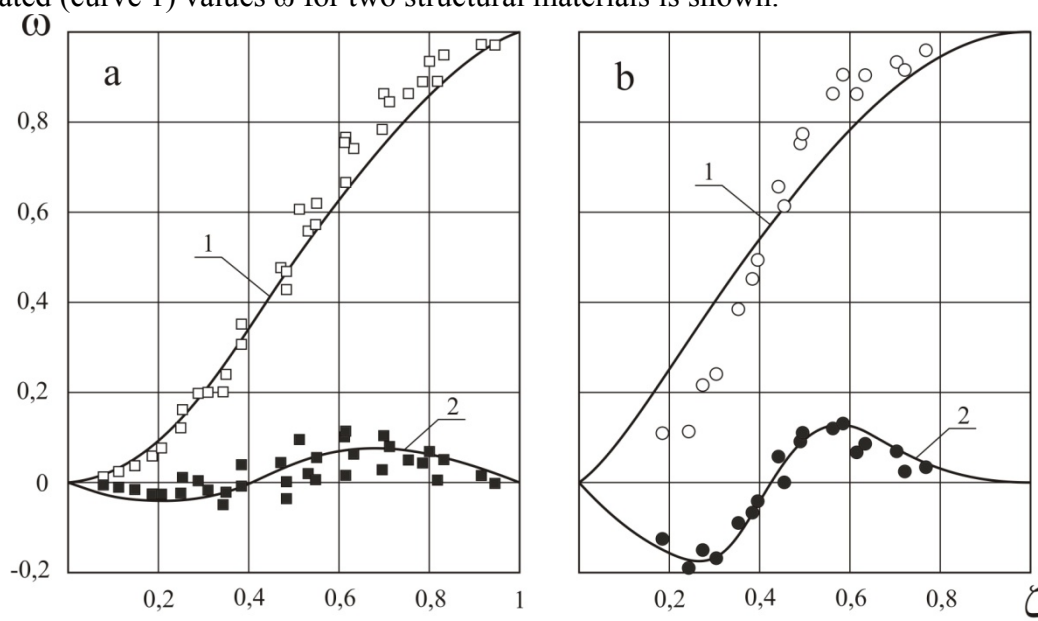 ated (curve 1) values ω for two structural materials is shown.
ω
a
b
0,8
0,6
0,4
0,2
0
-0,2
1
2
1
2
0,2 0,4 0,6 0,8 1
0,2 0,4 0,6 0,8 ζ